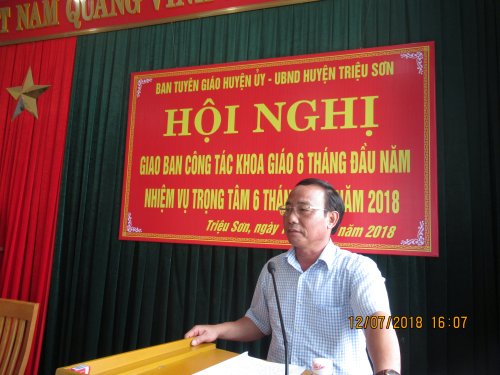 T NAM QUANG VINH
BAN TUYÊN GIÁO HUYỆN ỦY - UBND HUYỆN TRIỆU SƠN
HỘI NGHỊ
GIAO BAN CÔNG TÁC KHOA GIÁO 6 THÁNG ĐẦU NĂM
NHIỆM VỤ TRỌNG TÂM 6 THÁNG NĂM 2018
Triệu Sơn, ngày năm 2018
12/07/2018 16:07